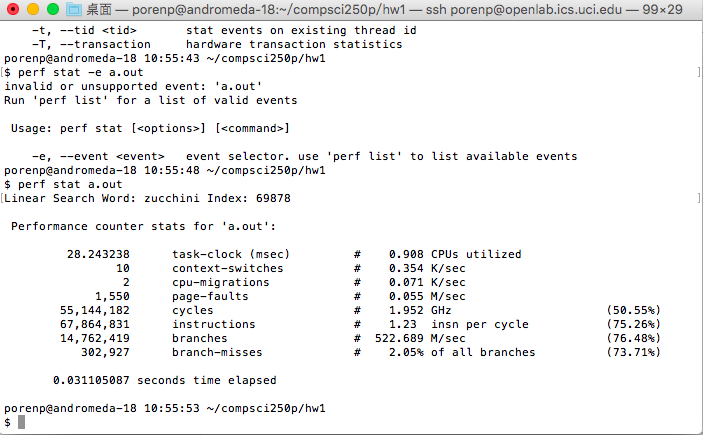 桌面 — porenp@andromeda-18:~/compsci250p/hw1 — ssh porenp@openlab.ics.uci.edu — 99×29
-t, --tid <tid>       stat events on existing thread id
-T, --transaction     hardware transaction statistics
porenp@andromeda-18 10:55:43 ~/compsci250p/hw1
[$ perf stat -e a.out ]
invalid or unsupported event: 'a.out'
Run 'perf list' for a list of valid events
Usage: perf stat [<options>] [<command>]
-e, --event <event>   event selector. use 'perf list' to list available events
porenp@andromeda-18 10:55:48 ~/compsci250p/hw1
$ perf stat a.out
[Linear Search Word: zucchini Index: 69878 ]
Performance counter stats for 'a.out':
28.243238      task-clock (msec)         #    0.908 CPUs utilized
10      context-switches          #    0.354 K/sec
2      cpu-migrations            #    0.071 K/sec
1,550      page-faults               #    0.055 M/sec
55,144,182      cycles                    #    1.952 GHz                      (50.55%)
67,864,831      instructions              #    1.23  insn per cycle           (75.26%)
14,762,419      branches                  #  522.689 M/sec                    (76.48%)
302,927      branch-misses             #    2.05% of all branches          (73.71%)
0.031105087 seconds time elapsed
porenp@andromeda-18 10:55:53 ~/compsci250p/hw1
$